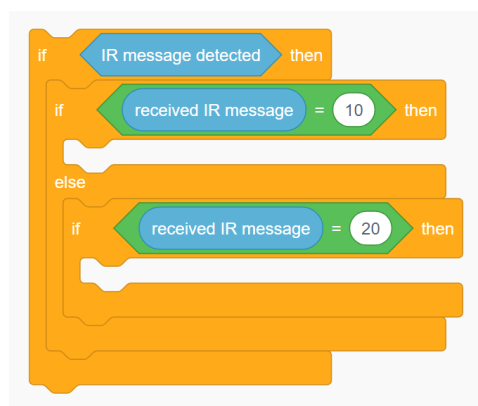 if IR message detected then
if received IR message = 10 then
else
if received IR message = 20 then